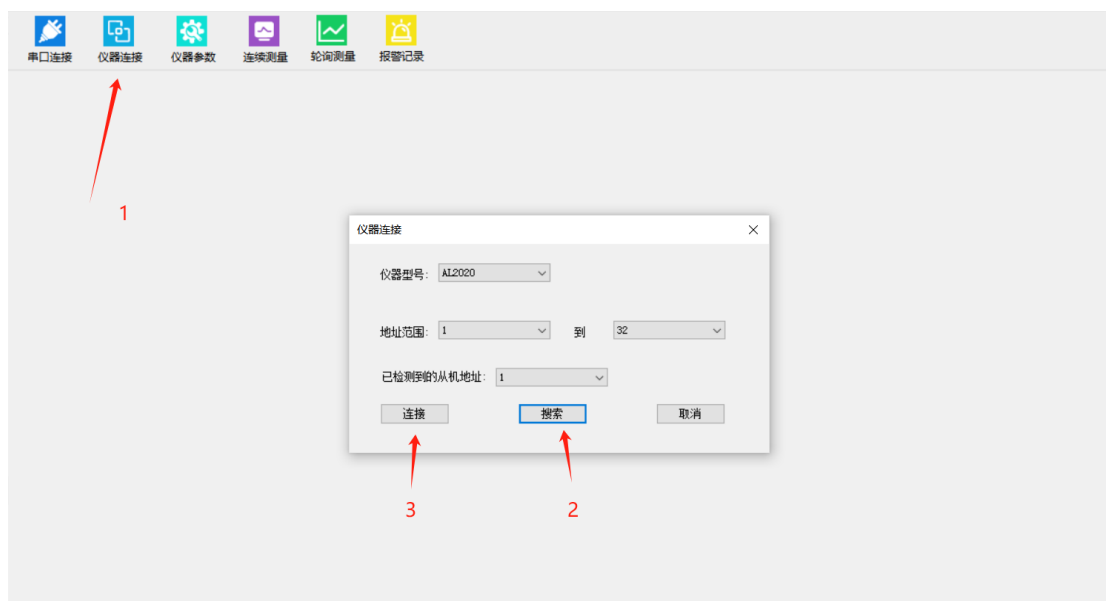 串口连接 仪器连接 仪器参数 连续测量 轮询测量 报警记录
1
仪器连接
仪器型号: AL2020
地址范围: 1 到 32
已检测到的从机地址: 1
连接 搜索 取消
3 2